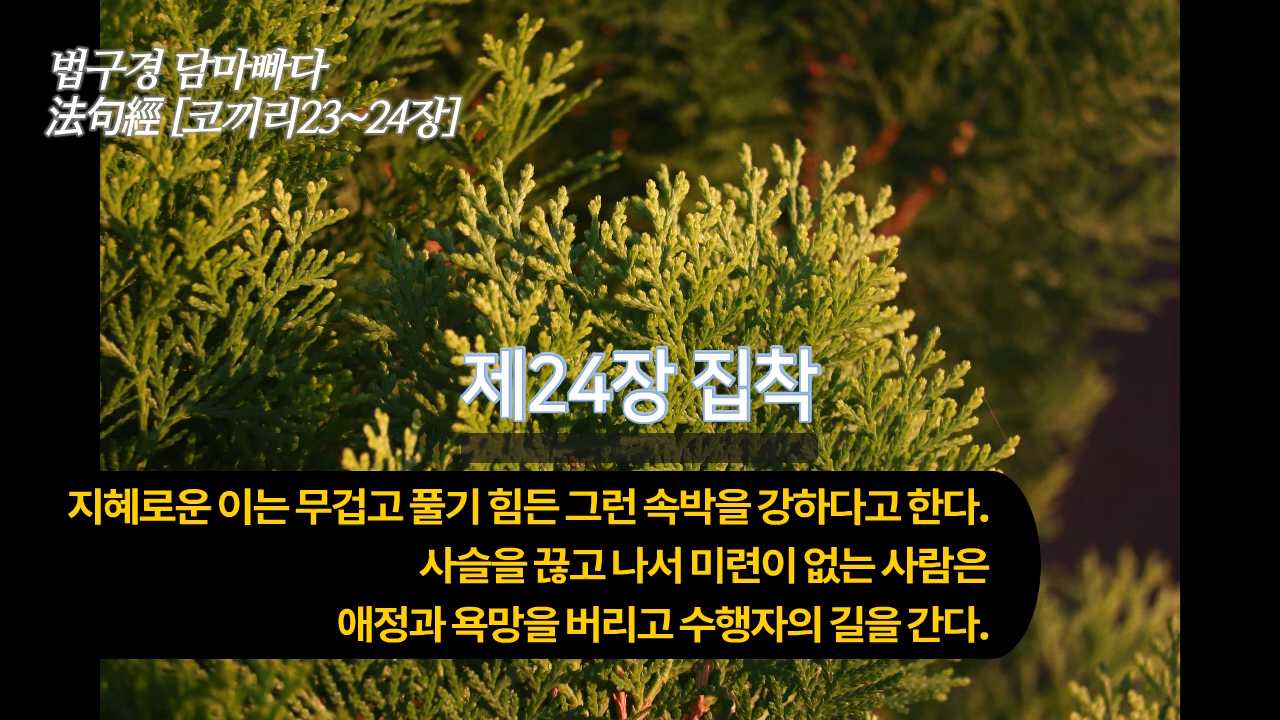 법구경 담마빠다
法句經 [코끼리23~24장]
제24장 집착
지혜로운 이는 무겁고 풀기 힘든 그런 속박을 강하다고 한다.
사슬을 끊고 나서 미련이 없는 사람은
애정과 욕망을 버리고 수행자의 길을 간다.